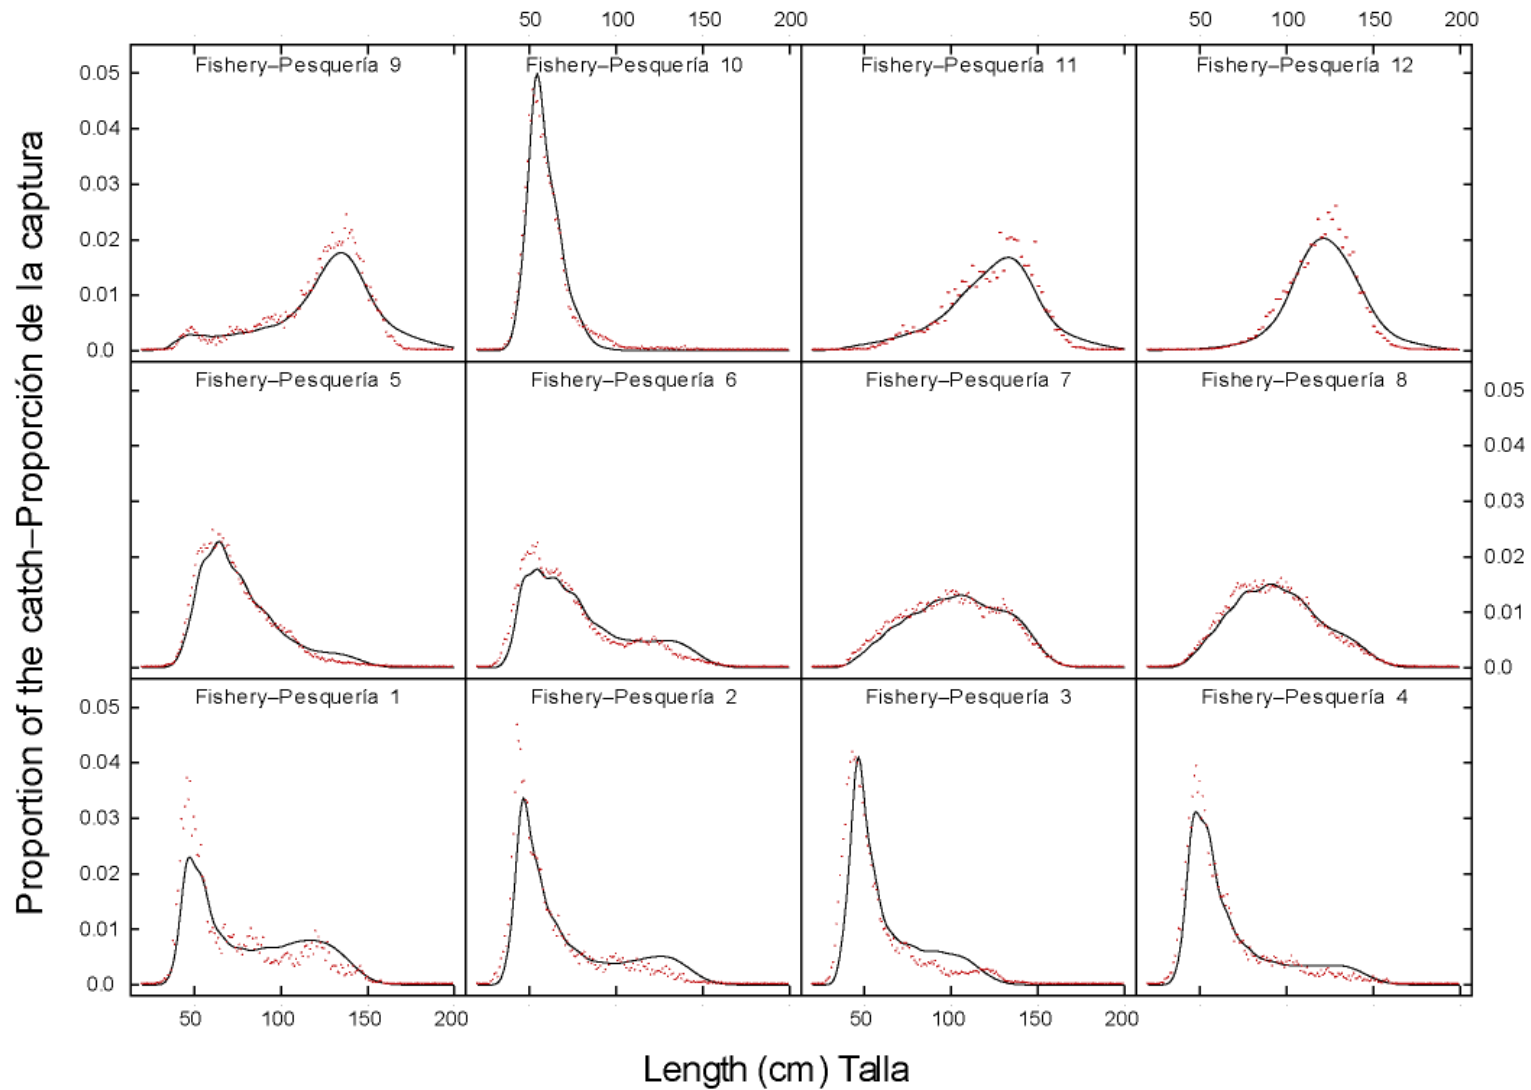 50 100 150 200 50 100 150 200
Proportion of the catch–Proporción de la captura
Fishery–Pesquería 9 Fishery–Pesquería 10 Fishery–Pesquería 11 Fishery–Pesquería 12
0.05
0.04
0.03
0.02
0.01
0.0
Fishery–Pesquería 5 Fishery–Pesquería 6 Fishery–Pesquería 7 Fishery–Pesquería 8
0.05
0.04
0.03
0.02
0.01
0.0
Fishery–Pesquería 1 Fishery–Pesquería 2 Fishery–Pesquería 3 Fishery–Pesquería 4
0.05
0.04
0.03
0.02
0.01
0.0
50 100 150 200 50 100 150 200
Length (cm) Talla